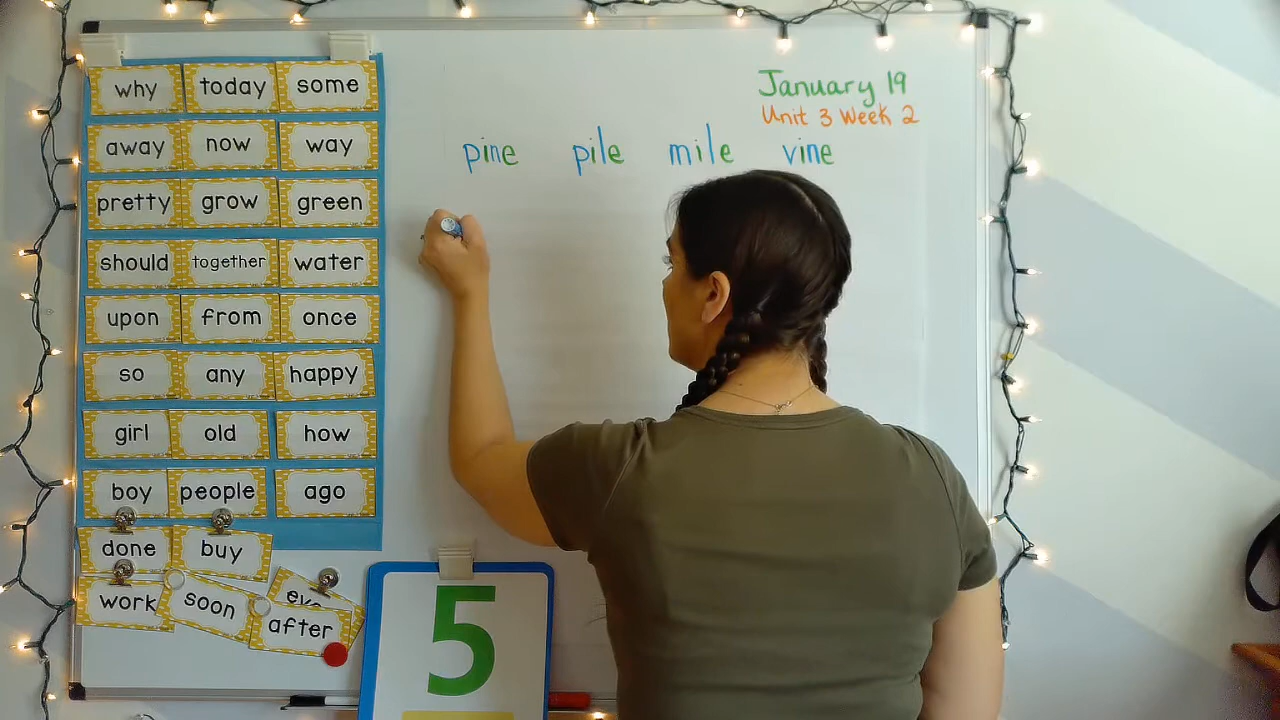 why today some
away now way
pretty grow green
should together water
upon from once
so any happy
girl old how
boy people ago
done buy
work soon
after
January 19
Unit 3 Week 2
pine pile mile vine
5